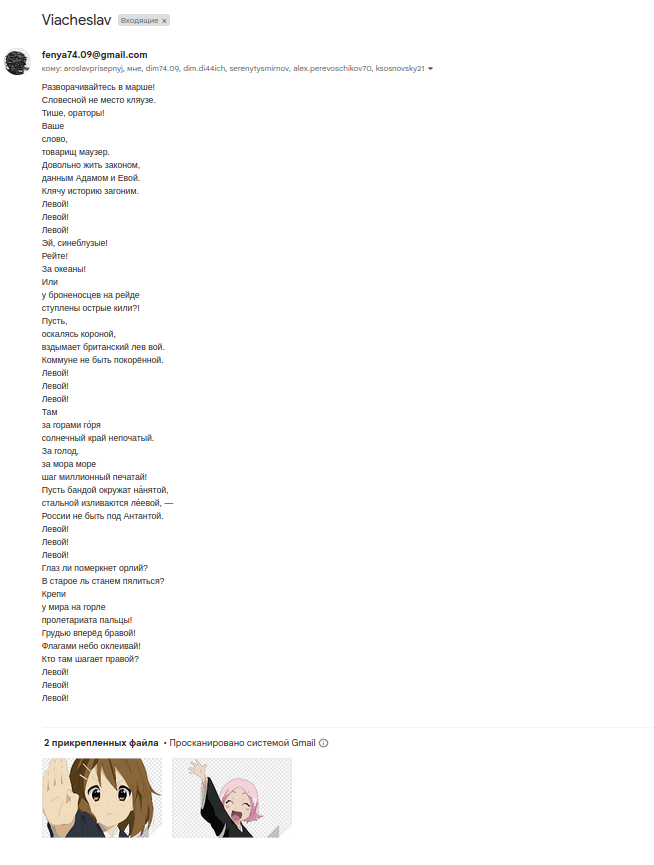 Viacheslav Входящие ×
fenya74.09@gmail.com
кому: aroslavprisepnyj, мне, dim74.09, dim.di44ich, serenytysmirnov, alex.perevoschikov70, ksosnovsky21
Разворачивайтесь в марше!
Словесной не место кляузе.
Тише, ораторы!
Ваше
слово,
товарищ маузер.
Довольно жить законом,
данным Адамом и Евой.
Клячу историю загоним.
Левой!
Левой!
Левой!
Эй, синеблузые!
Рейте!
За океаны!
Или
у броненосцев на рейде
ступлены острые кили?!
Пусть,
оскалясь короной,
вздымает британский лев вой.
Коммуне не быть покорённой.
Левой!
Левой!
Левой!
Там
за горами го́ря
солнечный край непочатый.
За голод,
за мора море
шаг миллионный печатай!
Пусть бандой окружат на́нятой,
стальной изливаются ле́евой, —
России не быть под Антантой.
Левой!
Левой!
Левой!
Глаз ли померкнет орлий?
В старое ль станем пялиться?
Крепи
у мира на горле
пролетариата пальцы!
Грудью вперёд бравой!
Флагами небо оклеивай!
Кто там шагает правой?
Левой!
Левой!
Левой!
2 прикрепленных файла • Просканировано системой Gmail